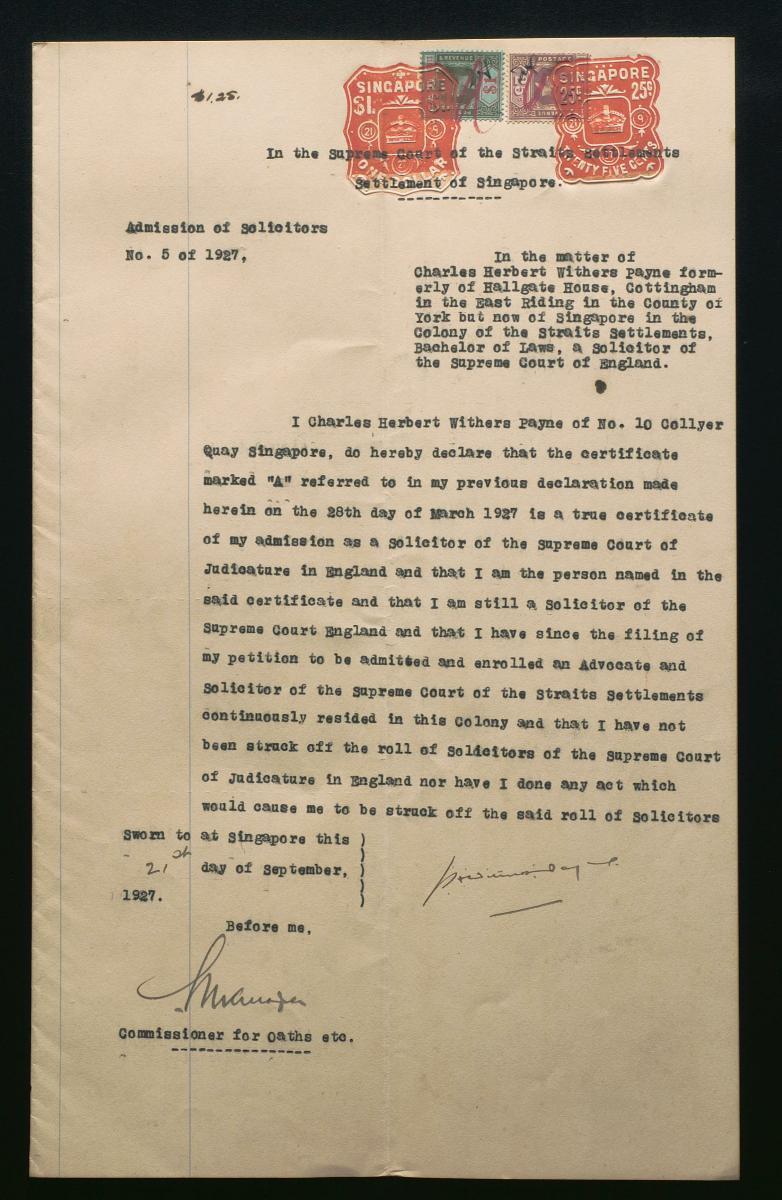 $1.25.
SINGAPORE
$1.
ONE DOLLAR
& REVENUE
POSTAGE
SINGAPORE
25¢ 25¢
TWENTY FIVE CENTS
In the Supreme Court of the Straits Settlements
Settlement of Singapore.
Admission of Solicitors
No. 5 of 1927,
In the matter of
Charles Herbert Withers Payne form-
erly of Hallgate House, Cottingham
in the East Riding in the County of
York but now of Singapore in the
Colony of the Straits Settlements,
Bachelor of Laws, a Solicitor of
the Supreme Court of England.
I Charles Herbert Withers Payne of No. 10 Collyer
Quay Singapore, do hereby declare that the certificate
marked "A" referred to in my previous declaration made
herein on the 28th day of March 1927 is a true certificate
of my admission as a Solicitor of the Supreme Court of
Judicature in England and that I am the person named in the
said certificate and that I am still a Solicitor of the
Supreme Court England and that I have since the filing of
my petition to be admitted and enrolled an Advocate and
Solicitor of the Supreme Court of the Straits Settlements
continuously resided in this Colony and that I have not
been struck off the roll of Solicitors of the Supreme Court
of Judicature in England nor have I done any act which
would cause me to be struck off the said roll of Solicitors
Sworn to at Singapore this
21st day of September,
1927.
Before me,
Commissioner for Oaths etc.